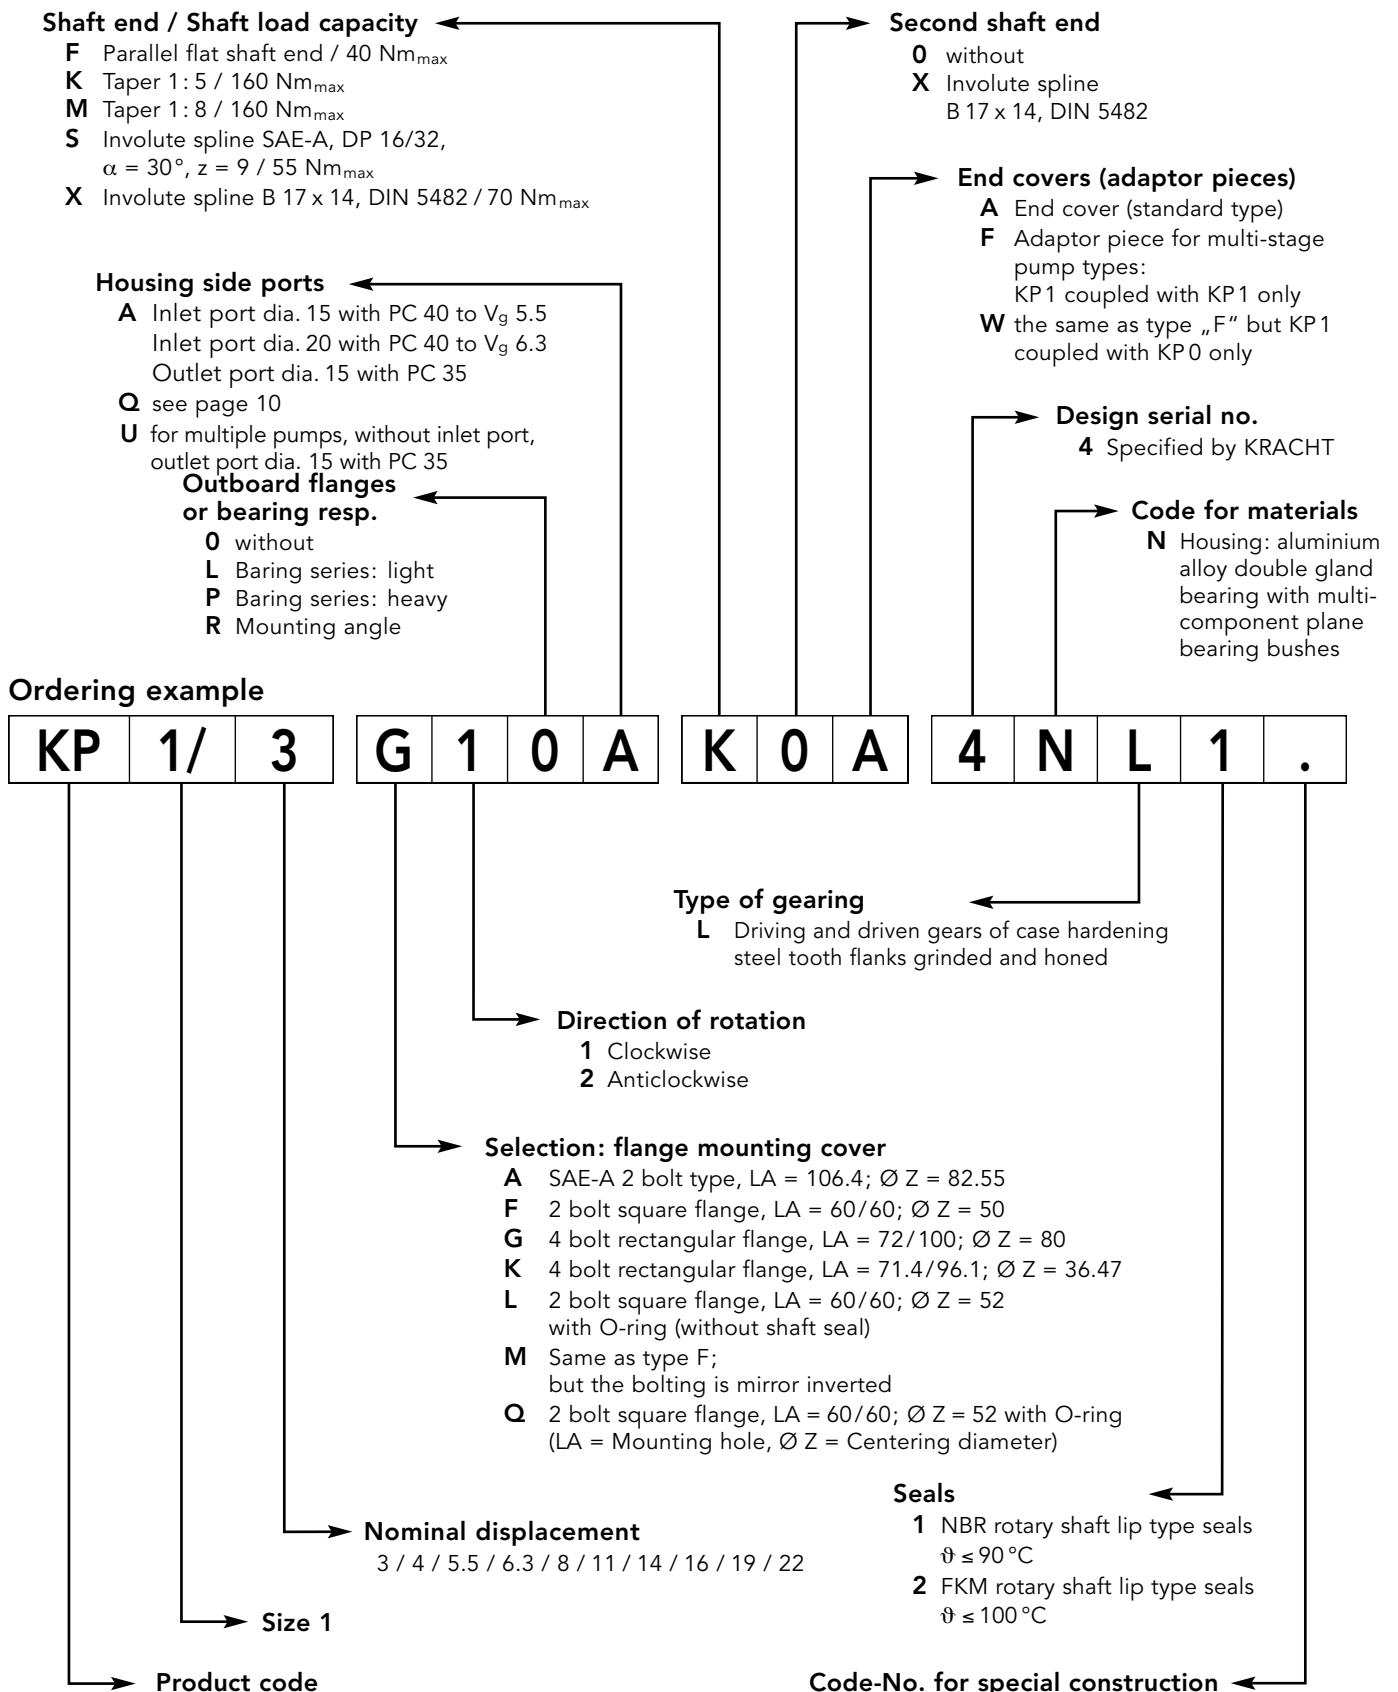 Shaft end / Shaft load capacity
F Parallel flat shaft end / 40 Nmmax
K Taper 1: 5 / 160 Nmmax
M Taper 1: 8 / 160 Nmmax
S Involute spline SAE-A, DP 16/32,
α = 30°, z = 9 / 55 Nmmax
X Involute spline B 17 x 14, DIN 5482 / 70 Nmmax
Second shaft end
0 without
X Involute spline
B 17 x 14, DIN 5482
End covers (adaptor pieces)
A End cover (standard type)
F Adaptor piece for multi-stage
pump types:
KP1 coupled with KP1 only
W the same as type „F“ but KP1
coupled with KP0 only
Housing side ports
A Inlet port dia. 15 with PC 40 to Vg 5.5
Inlet port dia. 20 with PC 40 to Vg 6.3
Outlet port dia. 15 with PC 35
Q see page 10
U for multiple pumps, without inlet port,
outlet port dia. 15 with PC 35
Design serial no.
4 Specified by KRACHT
Outboard flanges
or bearing resp.
0 without
L Baring series: light
P Baring series: heavy
R Mounting angle
Code for materials
N Housing: aluminium
alloy double gland
bearing with multi-
component plane
bearing bushes
Ordering example
KP 1/ 3 G 1 0 A K 0 A 4 N L 1 .
Type of gearing
L Driving and driven gears of case hardening
steel tooth flanks grinded and honed
Direction of rotation
1 Clockwise
2 Anticlockwise
Selection: flange mounting cover
A SAE-A 2 bolt type, LA = 106.4; Ø Z = 82.55
F 2 bolt square flange, LA = 60/60; Ø Z = 50
G 4 bolt rectangular flange, LA = 72/100; Ø Z = 80
K 4 bolt rectangular flange, LA = 71.4/96.1; Ø Z = 36.47
L 2 bolt square flange, LA = 60/60; Ø Z = 52
with O-ring (without shaft seal)
M Same as type F;
but the bolting is mirror inverted
Q 2 bolt square flange, LA = 60/60; Ø Z = 52 with O-ring
(LA = Mounting hole, Ø Z = Centering diameter)
Seals
1 NBR rotary shaft lip type seals
ϑ ≤ 90 °C
2 FKM rotary shaft lip type seals
ϑ ≤ 100 °C
Nominal displacement
3 / 4 / 5.5 / 6.3 / 8 / 11 / 14 / 16 / 19 / 22
Size 1
Product code
Code-No. for special construction